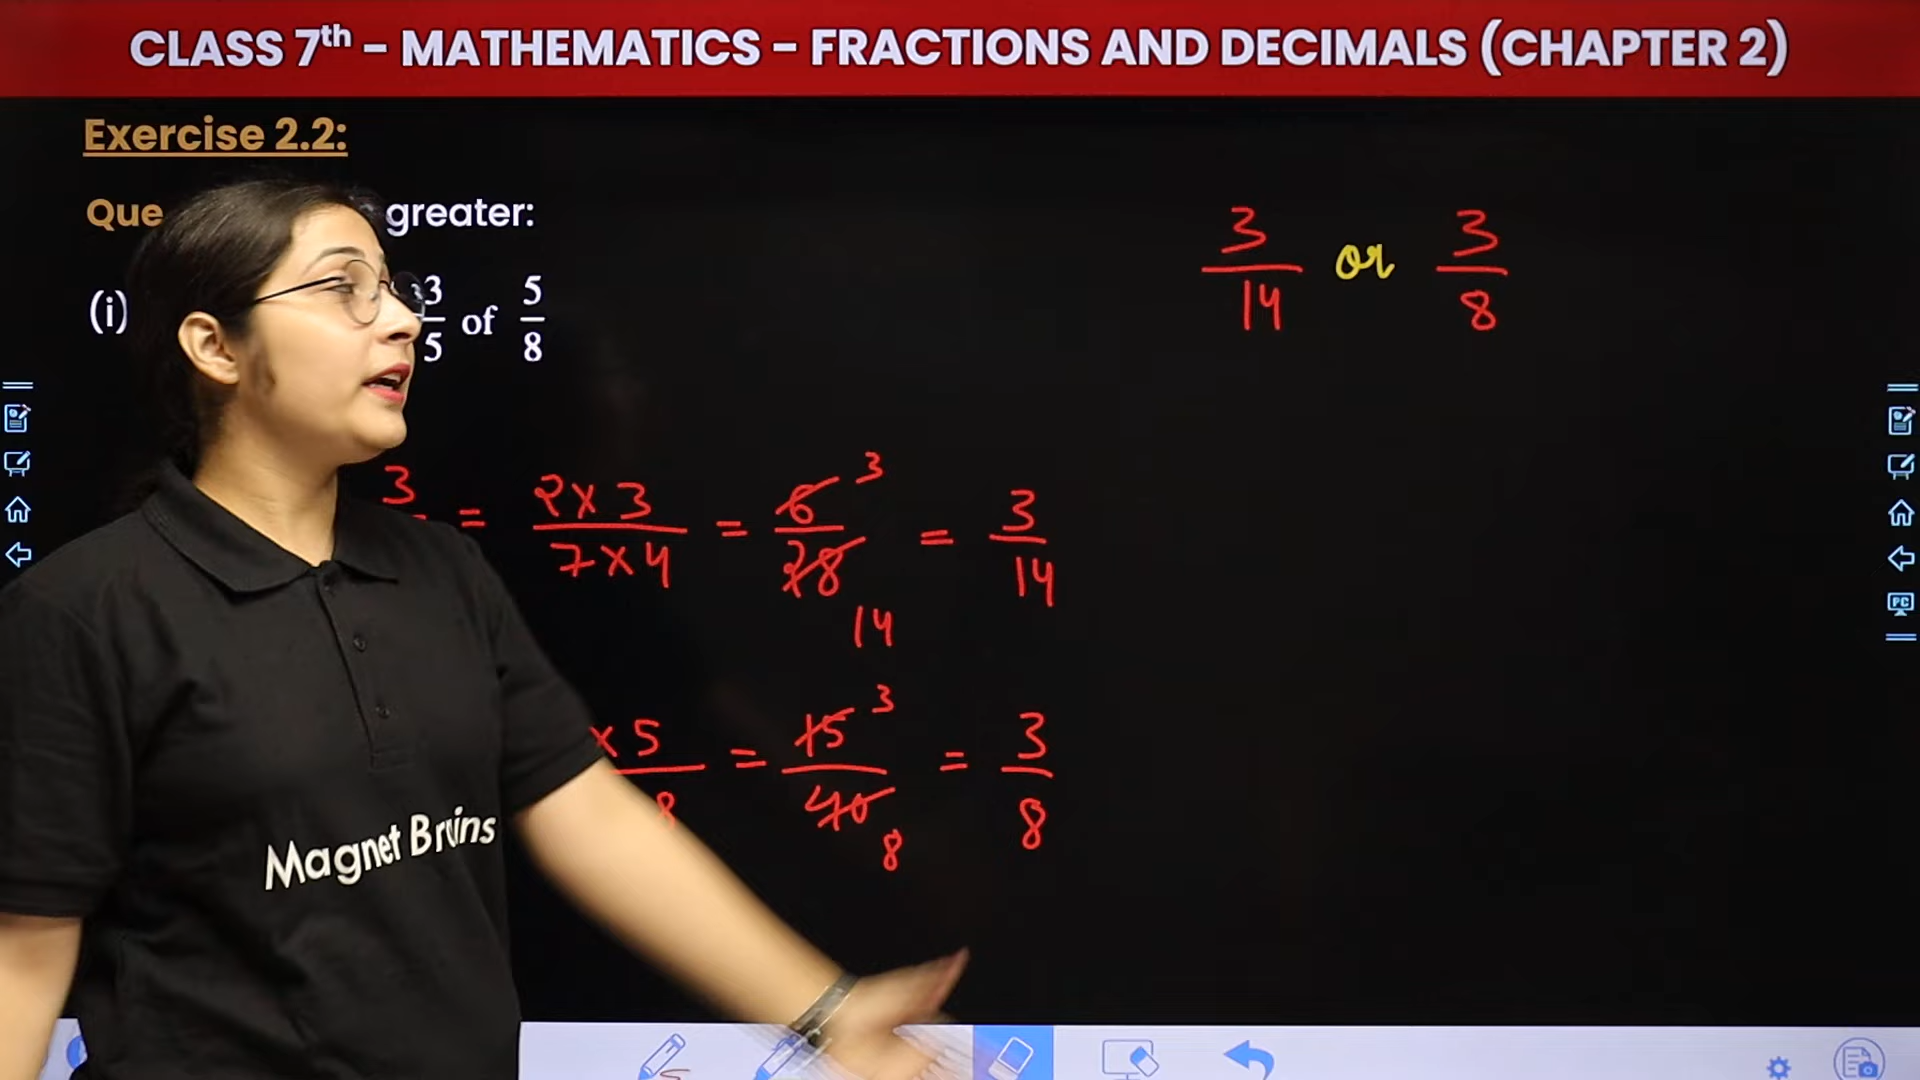 CLASS 7th – MATHEMATICS – FRACTIONS AND DECIMALS (CHAPTER 2)
Exercise 2.2:
Que greater:
(i) 3/5 of 5/8
3/14 or 3/8
3 = 2×3/7×4 = 6/28 3 14 = 3/14
×5/8 = 15/40 3 8 = 3/8
Magnet Brains
PC